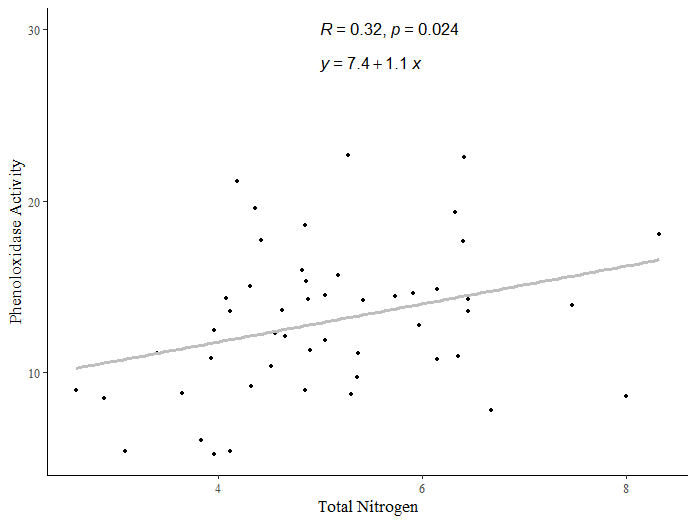 R = 0.32, p = 0.024
y = 7.4 + 1.1 x
30
20
10
Phenoloxidase Activity
4 6 8
Total Nitrogen